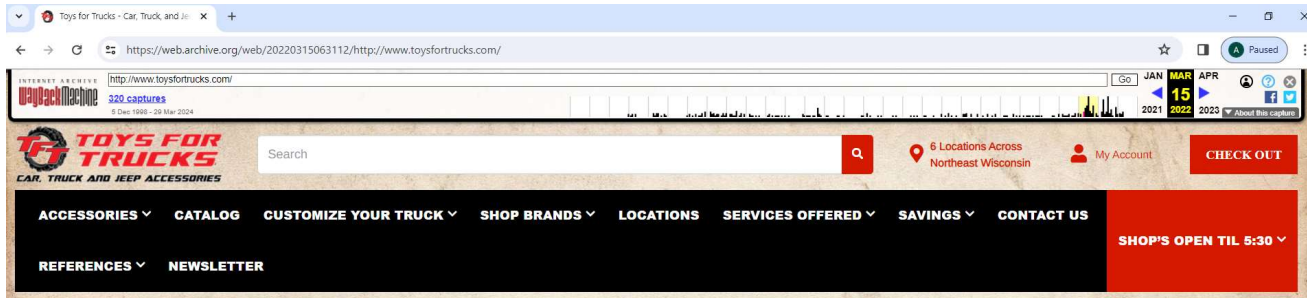 Toys for Trucks - Car, Truck, and Je
https://web.archive.org/web/20220315063112/http://www.toysfortrucks.com/
A Paused
INTERNET ARCHIVE
WayBackMachine
http://www.toysfortrucks.com/
Go
JAN MAR APR
320 captures
15
5 Dec 1998 - 29 Mar 2024
2021 2022 2023
About this capture
TFT
TOYS FOR
TRUCKS
CAR, TRUCK AND JEEP ACCESSORIES
Search
6 Locations Across
Northeast Wisconsin
My Account
CHECK OUT
ACCESSORIES CATALOG CUSTOMIZE YOUR TRUCK SHOP BRANDS LOCATIONS SERVICES OFFERED SAVINGS CONTACT US
SHOP'S OPEN TIL 5:30
REFERENCES NEWSLETTER